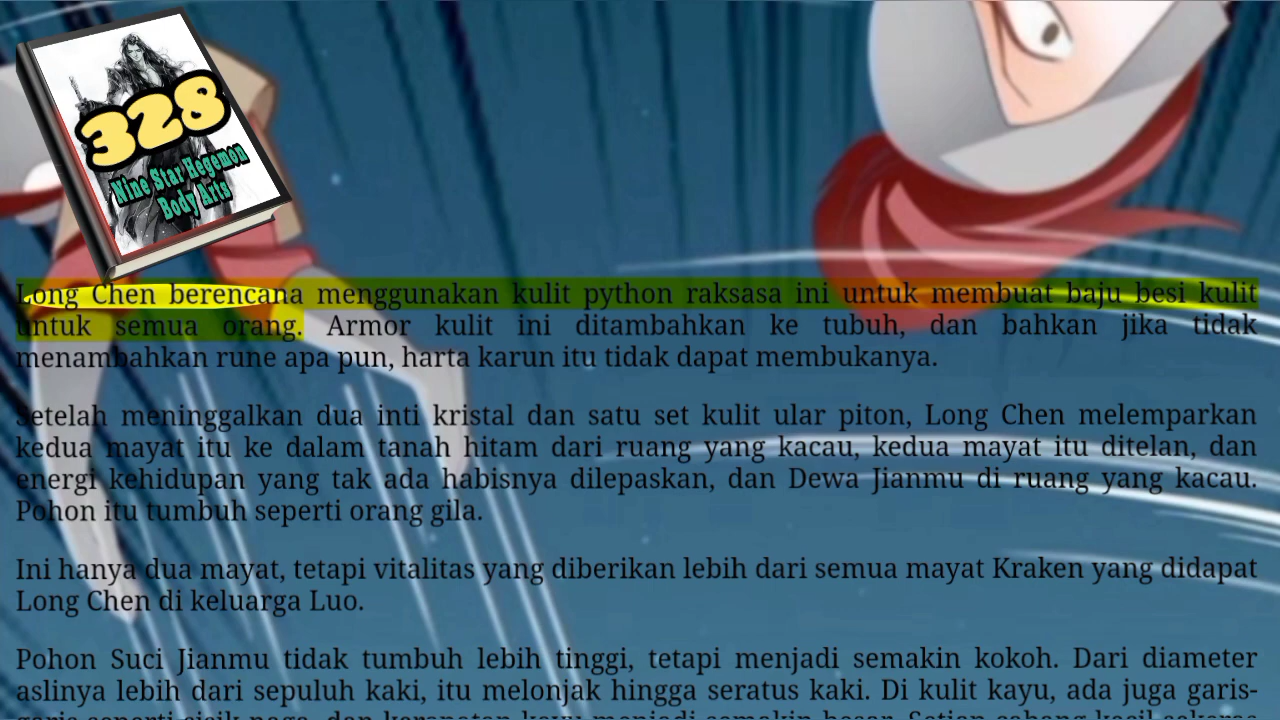 328
Nine Star Hegemon
Body Arts
Long Chen berencana menggunakan kulit python raksasa ini untuk membuat baju besi kulit
untuk semua orang. Armor kulit ini ditambahkan ke tubuh, dan bahkan jika tidak
menambahkan rune apa pun, harta karun itu tidak dapat membukanya.
Setelah meninggalkan dua inti kristal dan satu set kulit ular piton, Long Chen melemparkan
kedua mayat itu ke dalam tanah hitam dari ruang yang kacau, kedua mayat itu ditelan, dan
energi kehidupan yang tak ada habisnya dilepaskan, dan Dewa Jianmu di ruang yang kacau.
Pohon itu tumbuh seperti orang gila.
Ini hanya dua mayat, tetapi vitalitas yang diberikan lebih dari semua mayat Kraken yang didapat
Long Chen di keluarga Luo.
Pohon Suci Jianmu tidak tumbuh lebih tinggi, tetapi menjadi semakin kokoh. Dari diameter
aslinya lebih dari sepuluh kaki, itu melonjak hingga seratus kaki. Di kulit kayu, ada juga garis-